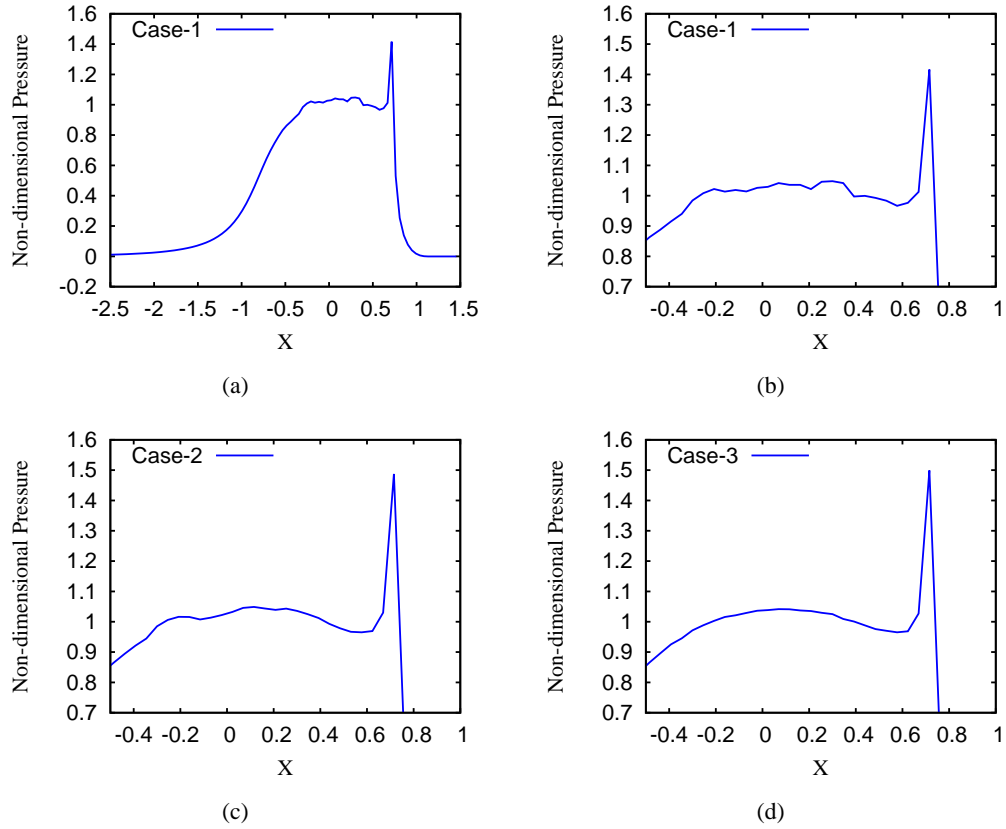 Case-1
Non-dimensional Pressure
1.6
1.4
1.2
1
0.8
0.6
0.4
0.2
0
-0.2
-2.5 -2 -1.5 -1 -0.5 0 0.5 1 1.5
X
(a)
Case-1
Non-dimensional Pressure
1.6
1.5
1.4
1.3
1.2
1.1
1
0.9
0.8
0.7
-0.4 -0.2 0 0.2 0.4 0.6 0.8 1
X
(b)
Case-2
Non-dimensional Pressure
1.6
1.5
1.4
1.3
1.2
1.1
1
0.9
0.8
0.7
-0.4 -0.2 0 0.2 0.4 0.6 0.8 1
X
(c)
Case-3
Non-dimensional Pressure
1.6
1.5
1.4
1.3
1.2
1.1
1
0.9
0.8
0.7
-0.4 -0.2 0 0.2 0.4 0.6 0.8 1
X
(d)